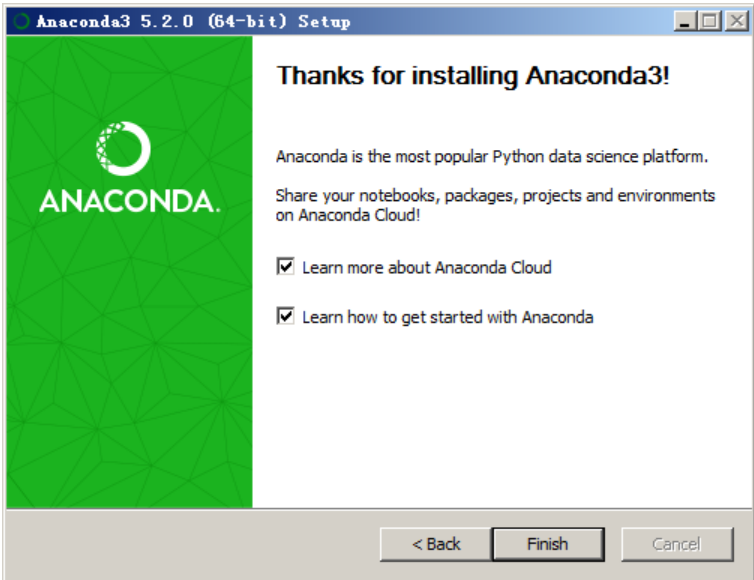 Anaconda3 5.2.0 (64-bit) Setup
Thanks for installing Anaconda3!
ANACONDA.
Anaconda is the most popular Python data science platform.
Share your notebooks, packages, projects and environments
on Anaconda Cloud!
Learn more about Anaconda Cloud
Learn how to get started with Anaconda
< Back Finish Cancel